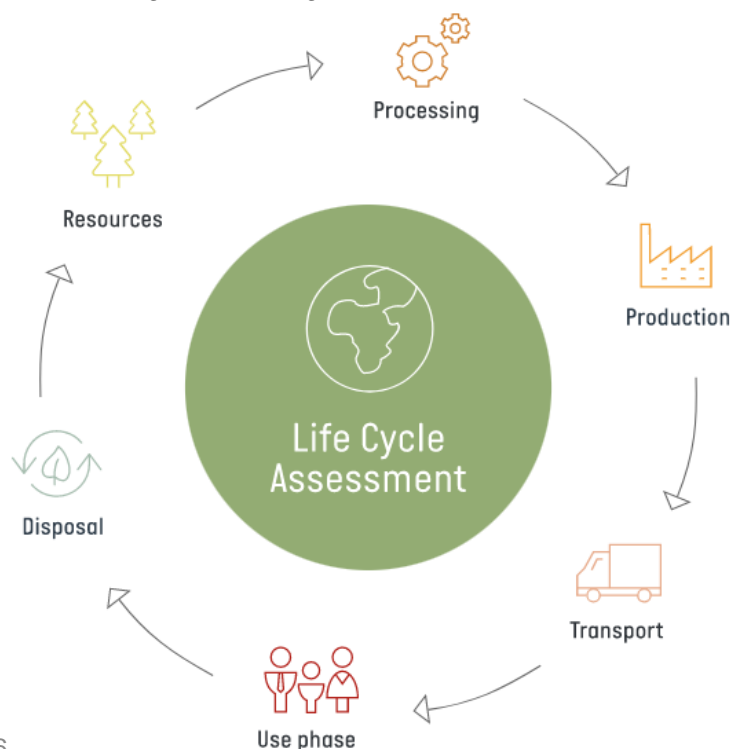 Processing
Resources
Production
Life Cycle
Assessment
Disposal
Transport
Use phase